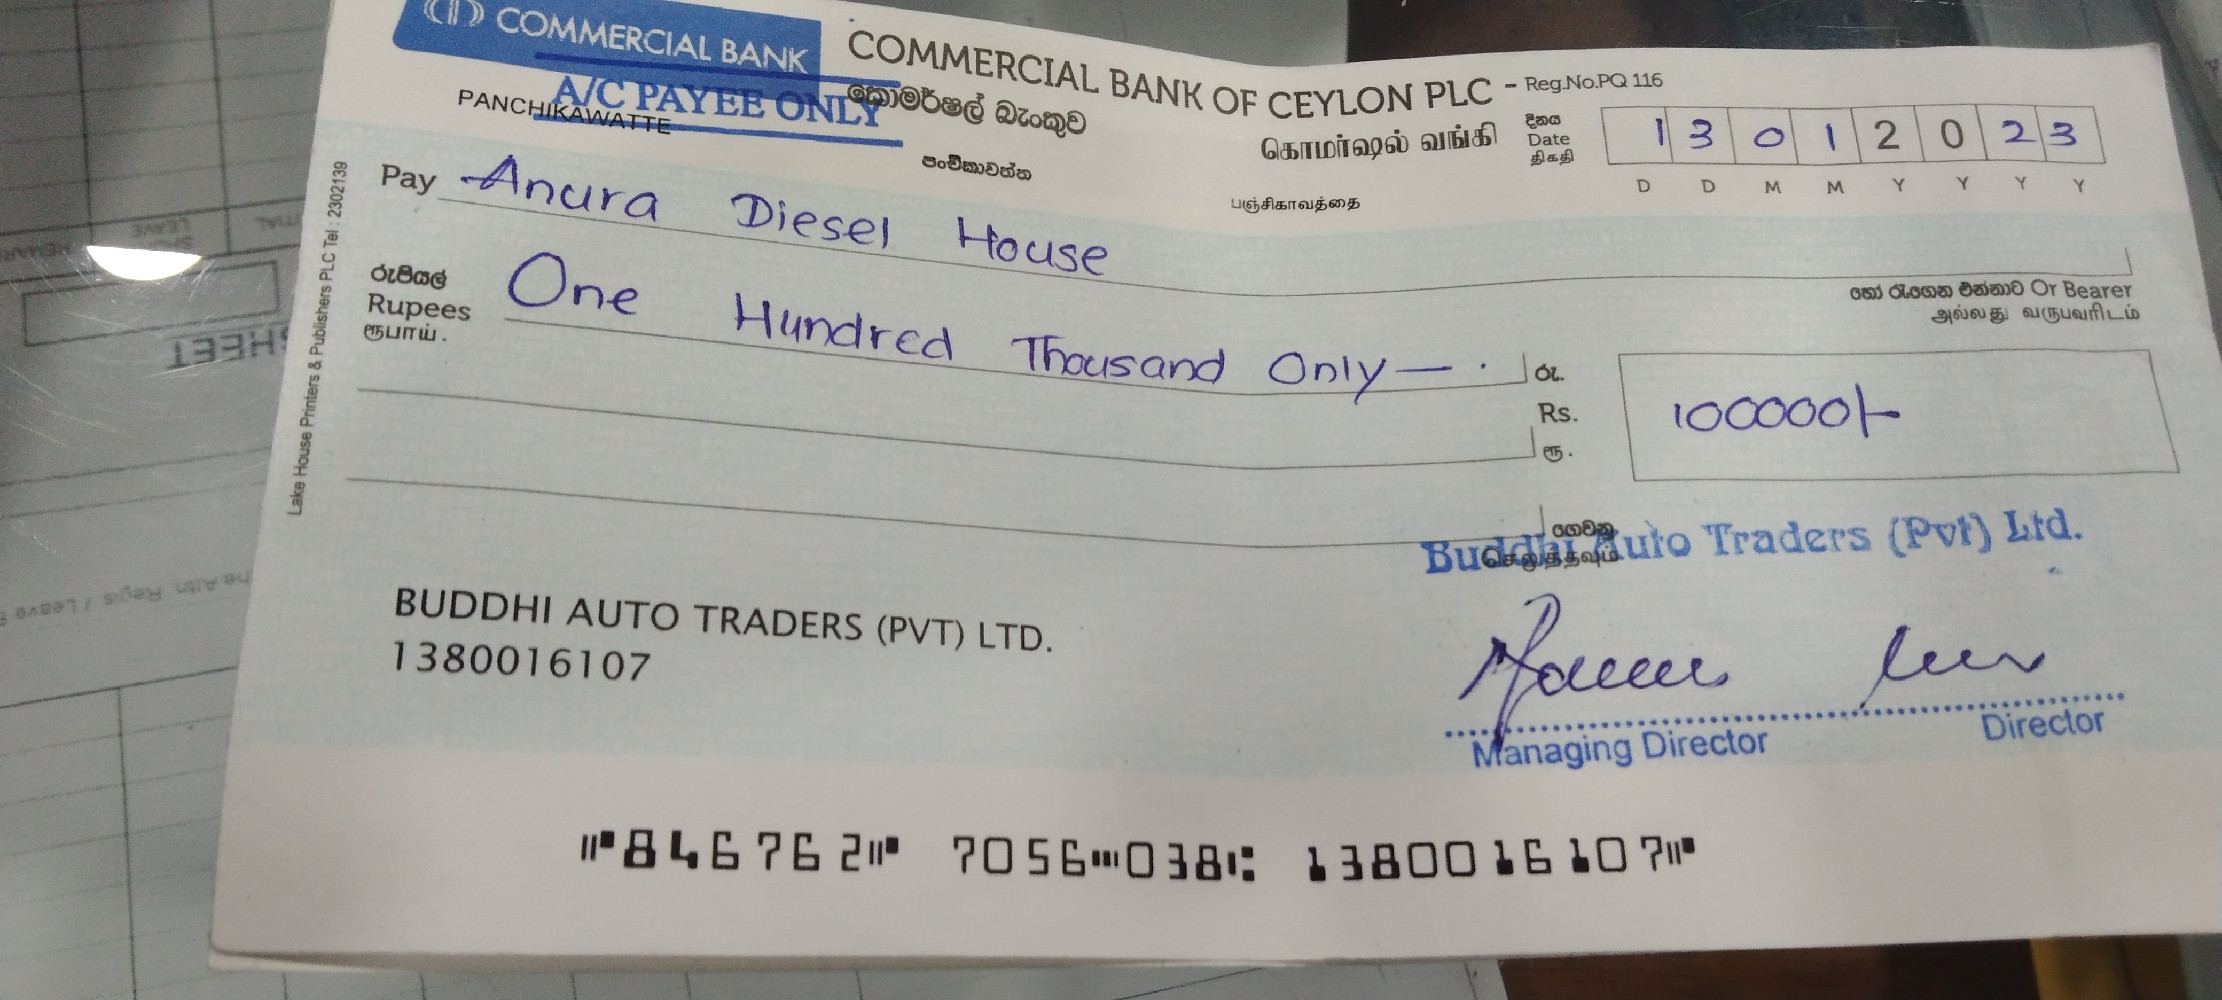 COMMERCIAL BANK
COMMERCIAL BANK OF CEYLON PLC - Reg.No.PQ 116
A/C PAYEE ONLY
කොමර්ෂල් බැංකුව
கொமர்ஷல் வங்கி
PANCHIKAWATTE
පංචිකාවත්ත
பஞ்சிகாவத்தை
දිනය
Date
திகதி
1 3 0 1 2 0 2 3
D D M M Y Y Y Y
Pay Anura Diesel House
හෝ රැගෙන එන්නාට Or Bearer
அல்லது வருபவரிடம்
රුපියල්
Rupees One Hundred Thousand Only —
ரூபாய்.
රු.
Rs. 100000/-
ரூ.
ගෙවනු
செலுத்தவும்
Buddhi Auto Traders (Pvt) Ltd.
BUDDHI AUTO TRADERS (PVT) LTD.
1380016107
Managing Director Director
Lake House Printers & Publishers PLC Tel : 2302139
⑈846762⑈ 7056⑉038⑆ 1380016107⑈
SHEET
LEAVE